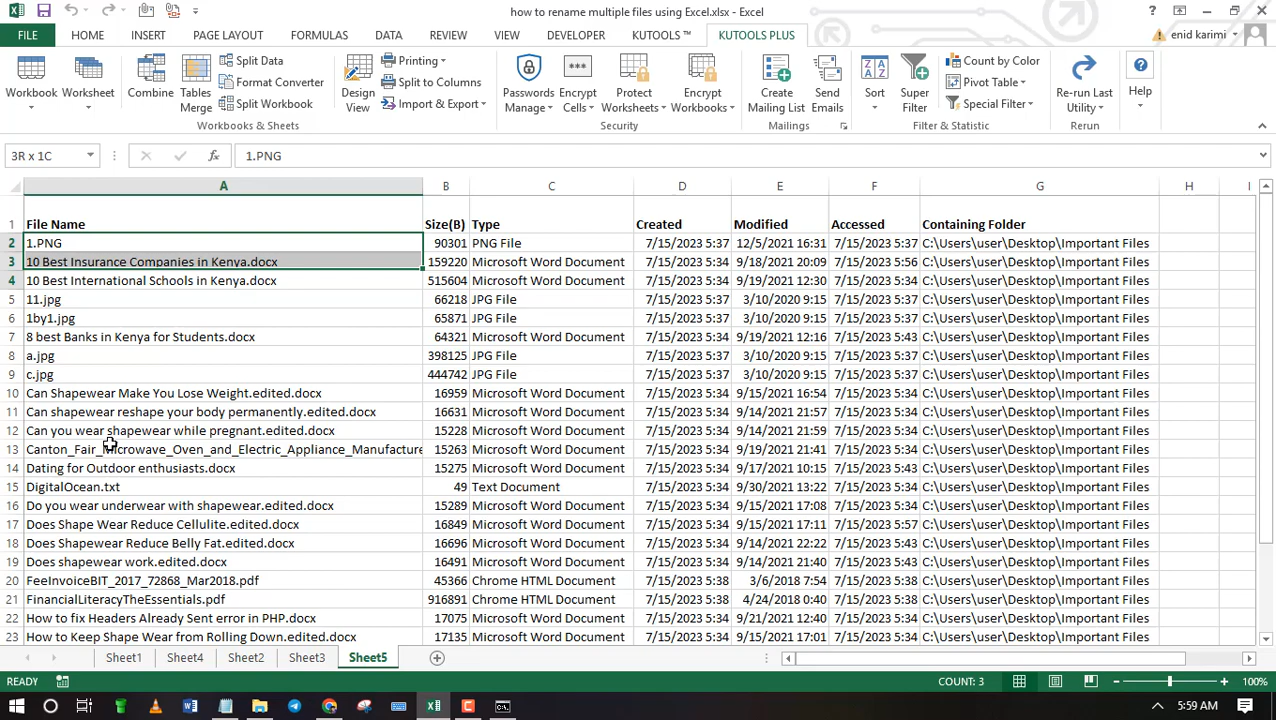 how to rename multiple files using Excel.xlsx - Excel
FILE HOME INSERT PAGE LAYOUT FORMULAS DATA REVIEW VIEW DEVELOPER KUTOOLS ™ KUTOOLS PLUS enid karimi
Workbook Worksheet Combine Tables Merge Split Data Format Converter Split Workbook
Workbooks & Sheets
Design View Printing Split to Columns Import & Export
Passwords Manage Encrypt Cells Protect Worksheets Encrypt Workbooks
Security
Create Mailing List Send Emails
Mailings
Sort Super Filter Count by Color Pivot Table Special Filter
Filter & Statistic
Re-run Last Utility
Rerun
Help
3R x 1C fx 1.PNG
A B C D E F G H I
1 File Name Size(B) Type Created Modified Accessed Containing Folder
2 1.PNG 90301 PNG File 7/15/2023 5:37 12/5/2021 16:31 7/15/2023 5:37 C:\Users\user\Desktop\Important Files
3 10 Best Insurance Companies in Kenya.docx 159220 Microsoft Word Document 7/15/2023 5:34 9/18/2021 20:09 7/15/2023 5:56 C:\Users\user\Desktop\Important Files
4 10 Best International Schools in Kenya.docx 515604 Microsoft Word Document 7/15/2023 5:34 9/19/2021 12:30 7/15/2023 5:34 C:\Users\user\Desktop\Important Files
5 11.jpg 66218 JPG File 7/15/2023 5:34 3/10/2020 9:15 7/15/2023 5:34 C:\Users\user\Desktop\Important Files
6 1by1.jpg 65871 JPG File 7/15/2023 5:34 3/10/2020 9:15 7/15/2023 5:34 C:\Users\user\Desktop\Important Files
7 8 best Banks in Kenya for Students.docx 64321 Microsoft Word Document 7/15/2023 5:34 9/19/2021 12:16 7/15/2023 5:43 C:\Users\user\Desktop\Important Files
8 a.jpg 398125 JPG File 7/15/2023 5:34 3/10/2020 9:15 7/15/2023 5:34 C:\Users\user\Desktop\Important Files
9 c.jpg 444742 JPG File 7/15/2023 5:34 3/10/2020 9:15 7/15/2023 5:43 C:\Users\user\Desktop\Important Files
10 Can Shapewear Make You Lose Weight.edited.docx 16959 Microsoft Word Document 7/15/2023 5:34 9/15/2021 16:54 7/15/2023 5:34 C:\Users\user\Desktop\Important Files
11 Can shapewear reshape your body permanently.edited.docx 16631 Microsoft Word Document 7/15/2023 5:34 9/14/2021 21:57 7/15/2023 5:34 C:\Users\user\Desktop\Important Files
12 Can you wear shapewear while pregnant.edited.docx 15228 Microsoft Word Document 7/15/2023 5:34 9/14/2021 21:59 7/15/2023 5:43 C:\Users\user\Desktop\Important Files
13 Canton_Fair_Microwave_Oven_and_Electric_Appliance_Manufacture 15263 Microsoft Word Document 7/15/2023 5:34 9/19/2021 21:41 7/15/2023 5:34 C:\Users\user\Desktop\Important Files
14 Dating for Outdoor enthusiasts.docx 15275 Microsoft Word Document 7/15/2023 5:34 9/17/2021 10:15 7/15/2023 5:43 C:\Users\user\Desktop\Important Files
15 DigitalOcean.txt 49 Text Document 7/15/2023 5:34 9/30/2021 13:22 7/15/2023 5:34 C:\Users\user\Desktop\Important Files
16 Do you wear underwear with shapewear.edited.docx 15289 Microsoft Word Document 7/15/2023 5:34 9/15/2021 17:08 7/15/2023 5:43 C:\Users\user\Desktop\Important Files
17 Does Shape Wear Reduce Cellulite.edited.docx 16849 Microsoft Word Document 7/15/2023 5:34 9/15/2021 17:11 7/15/2023 5:57 C:\Users\user\Desktop\Important Files
18 Does Shapewear Reduce Belly Fat.edited.docx 16696 Microsoft Word Document 7/15/2023 5:34 9/14/2021 22:22 7/15/2023 5:43 C:\Users\user\Desktop\Important Files
19 Does shapewear work.edited.docx 16491 Microsoft Word Document 7/15/2023 5:34 9/14/2021 21:40 7/15/2023 5:43 C:\Users\user\Desktop\Important Files
20 FeeInvoiceBIT_2017_72868_Mar2018.pdf 45366 Chrome HTML Document 7/15/2023 5:38 3/6/2018 7:54 7/15/2023 5:38 C:\Users\user\Desktop\Important Files
21 FinancialLiteracyTheEssentials.pdf 916891 Chrome HTML Document 7/15/2023 5:38 4/24/2018 0:40 7/15/2023 5:38 C:\Users\user\Desktop\Important Files
22 How to fix Headers Already Sent error in PHP.docx 17075 Microsoft Word Document 7/15/2023 5:34 9/21/2021 12:40 7/15/2023 5:34 C:\Users\user\Desktop\Important Files
23 How to Keep Shape Wear from Rolling Down.edited.docx 17135 Microsoft Word Document 7/15/2023 5:34 9/15/2021 17:01 7/15/2023 5:43 C:\Users\user\Desktop\Important Files
Sheet1 Sheet4 Sheet2 Sheet3 Sheet5
READY COUNT: 3 100%
5:59 AM